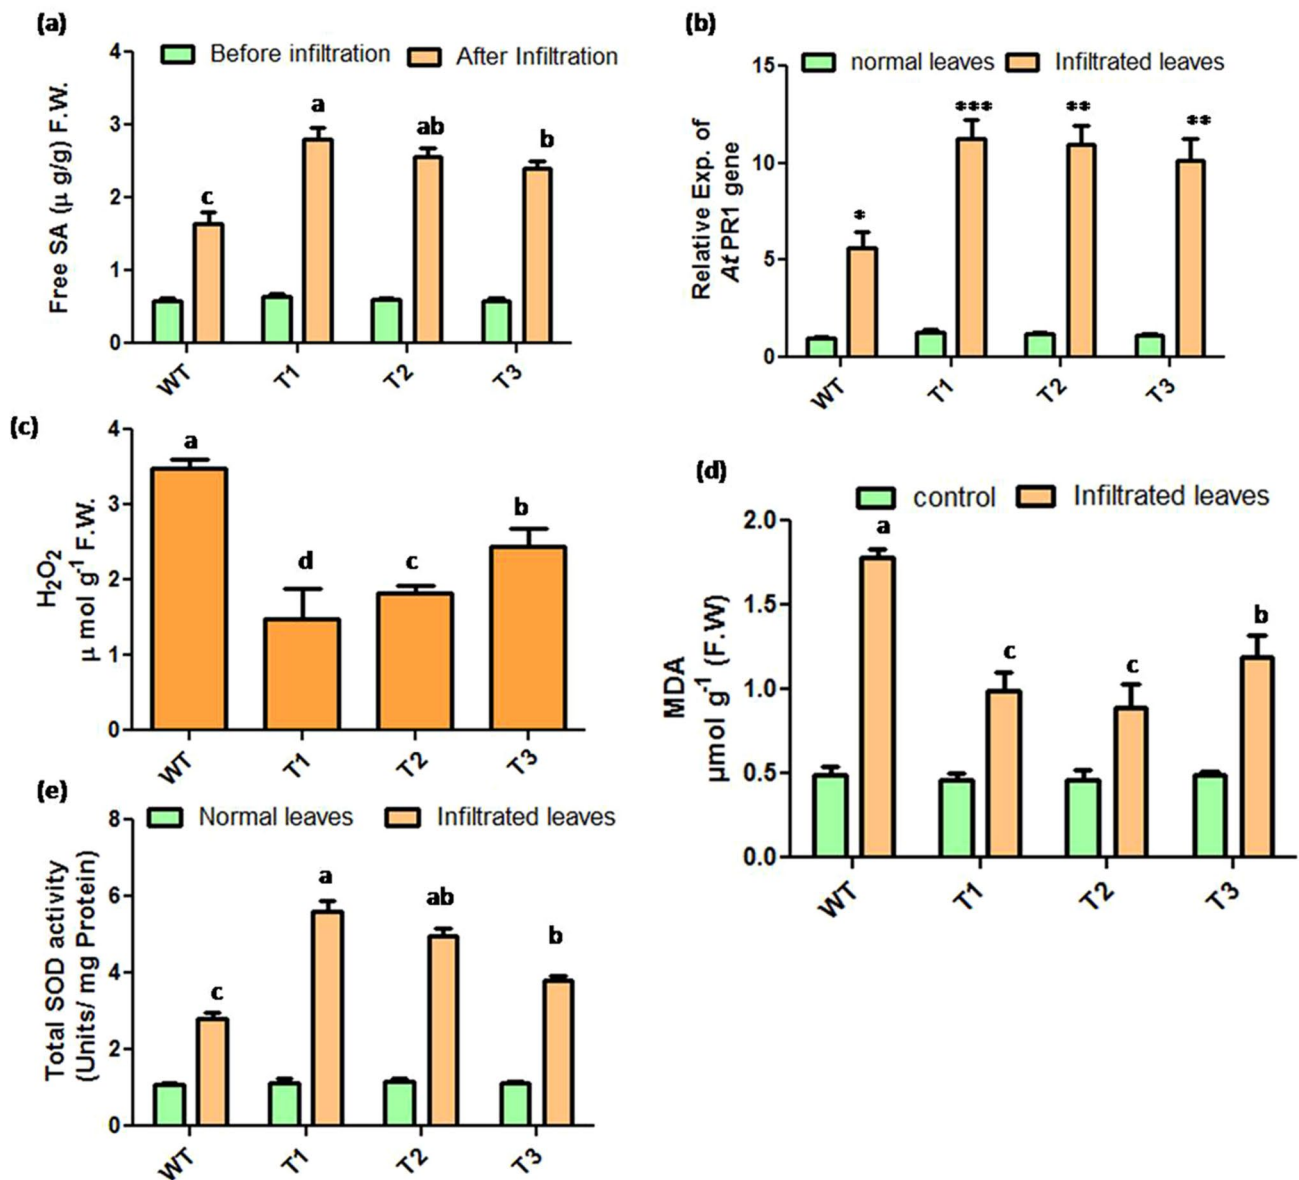 (a)
Before infiltration After Infiltration
Free SA (μ g/g) F.W.
4
3
2
1
0
c
a
ab
b
WT
T1
T2
T3
(b)
normal leaves Infiltrated leaves
Relative Exp. of
At PR1 gene
15
10
5
0
*
***
**
**
WT
T1
T2
T3
(c)
H2O2
μ mol g-1 F.W.
4
3
2
1
0
a
d
c
b
WT
T1
T2
T3
(d)
control Infiltrated leaves
MDA
μmol g-1 (F.W)
2.0
1.5
1.0
0.5
0.0
a
c
c
b
WT
T1
T2
T3
(e)
Normal leaves Infiltrated leaves
Total SOD activity
(Units/ mg Protein)
8
6
4
2
0
c
a
ab
b
WT
T1
T2
T3